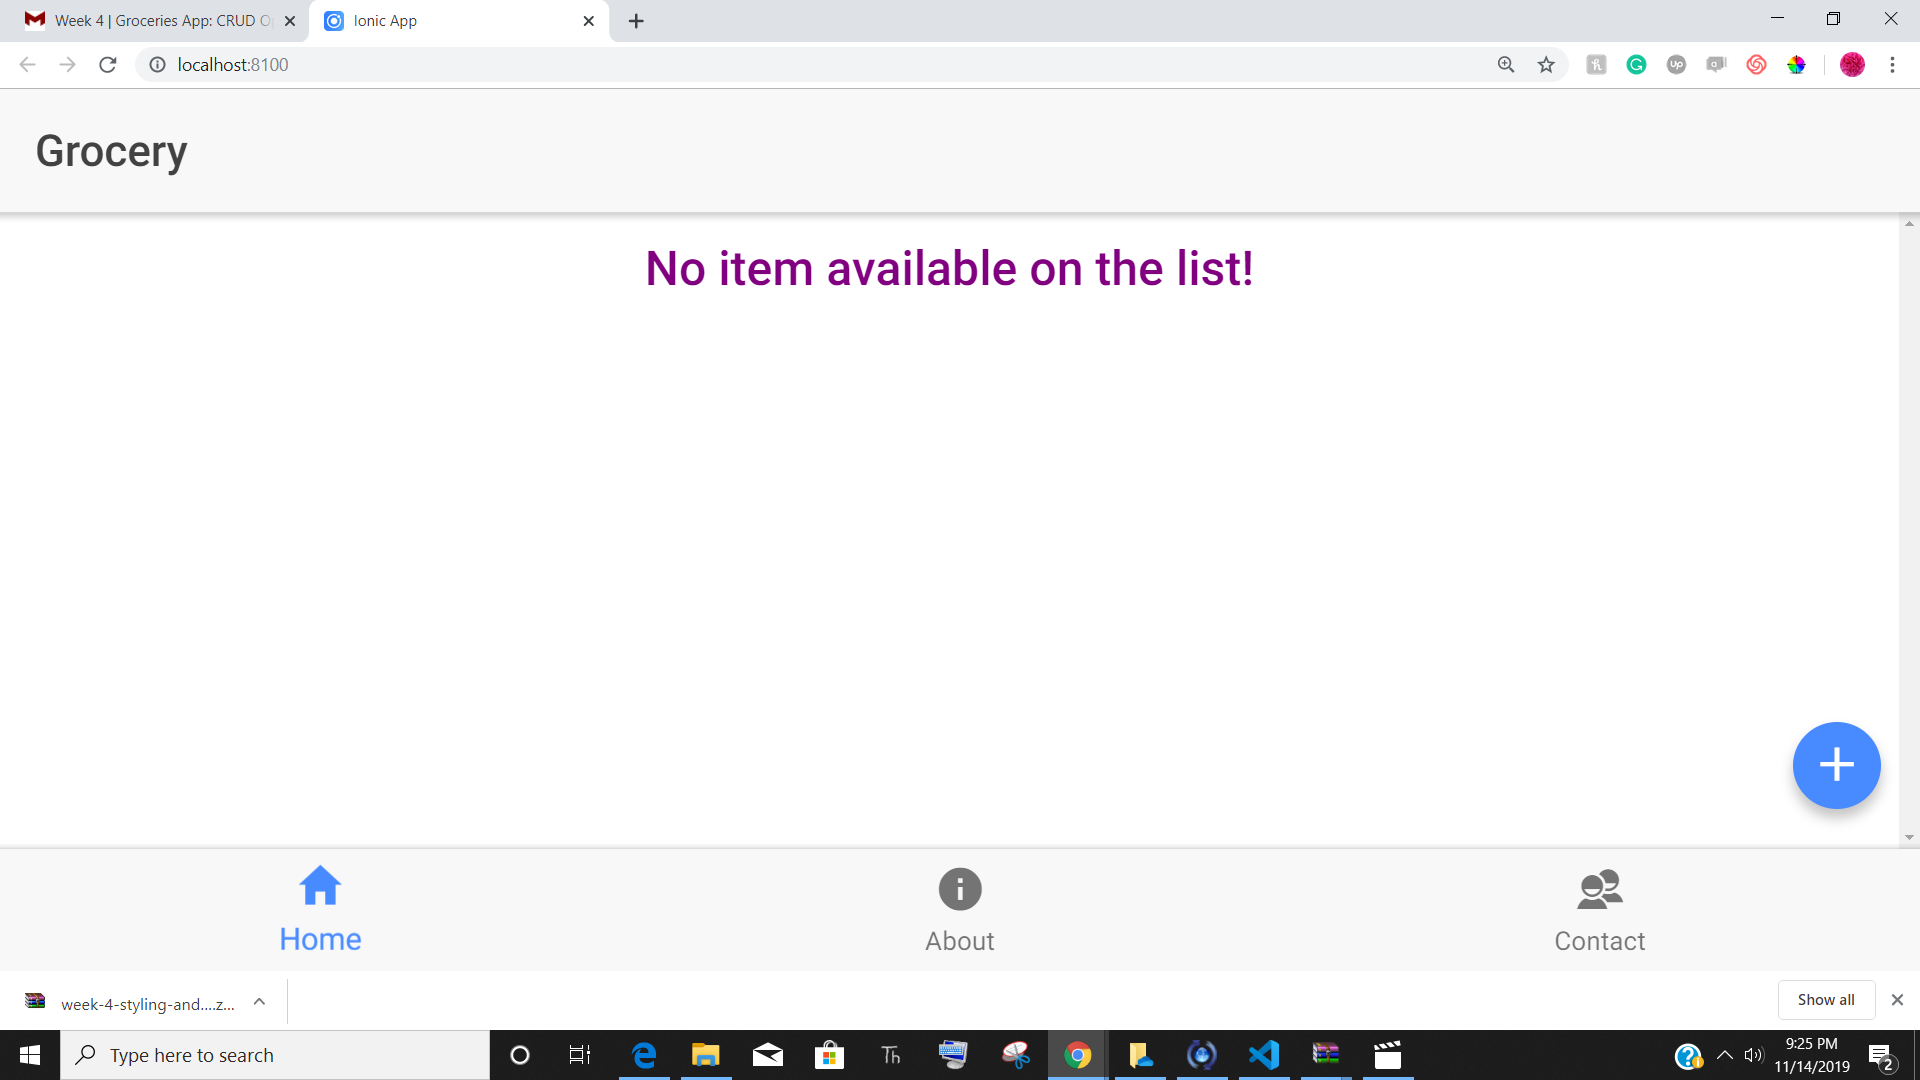 Week 4 | Groceries App: CRUD O
Ionic App
localhost:8100
Grocery
No item available on the list!
Home
About
Contact
week-4-styling-and....z...
Show all
Type here to search
Th
9:25 PM
11/14/2019
2